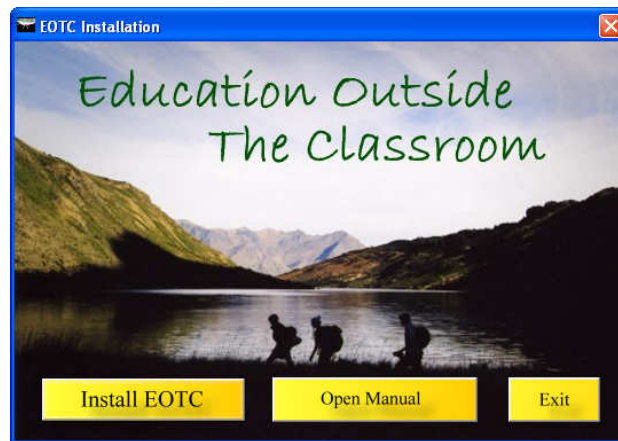 EOTC Installation
Education Outside
The Classroom
Install EOTC
Open Manual
Exit